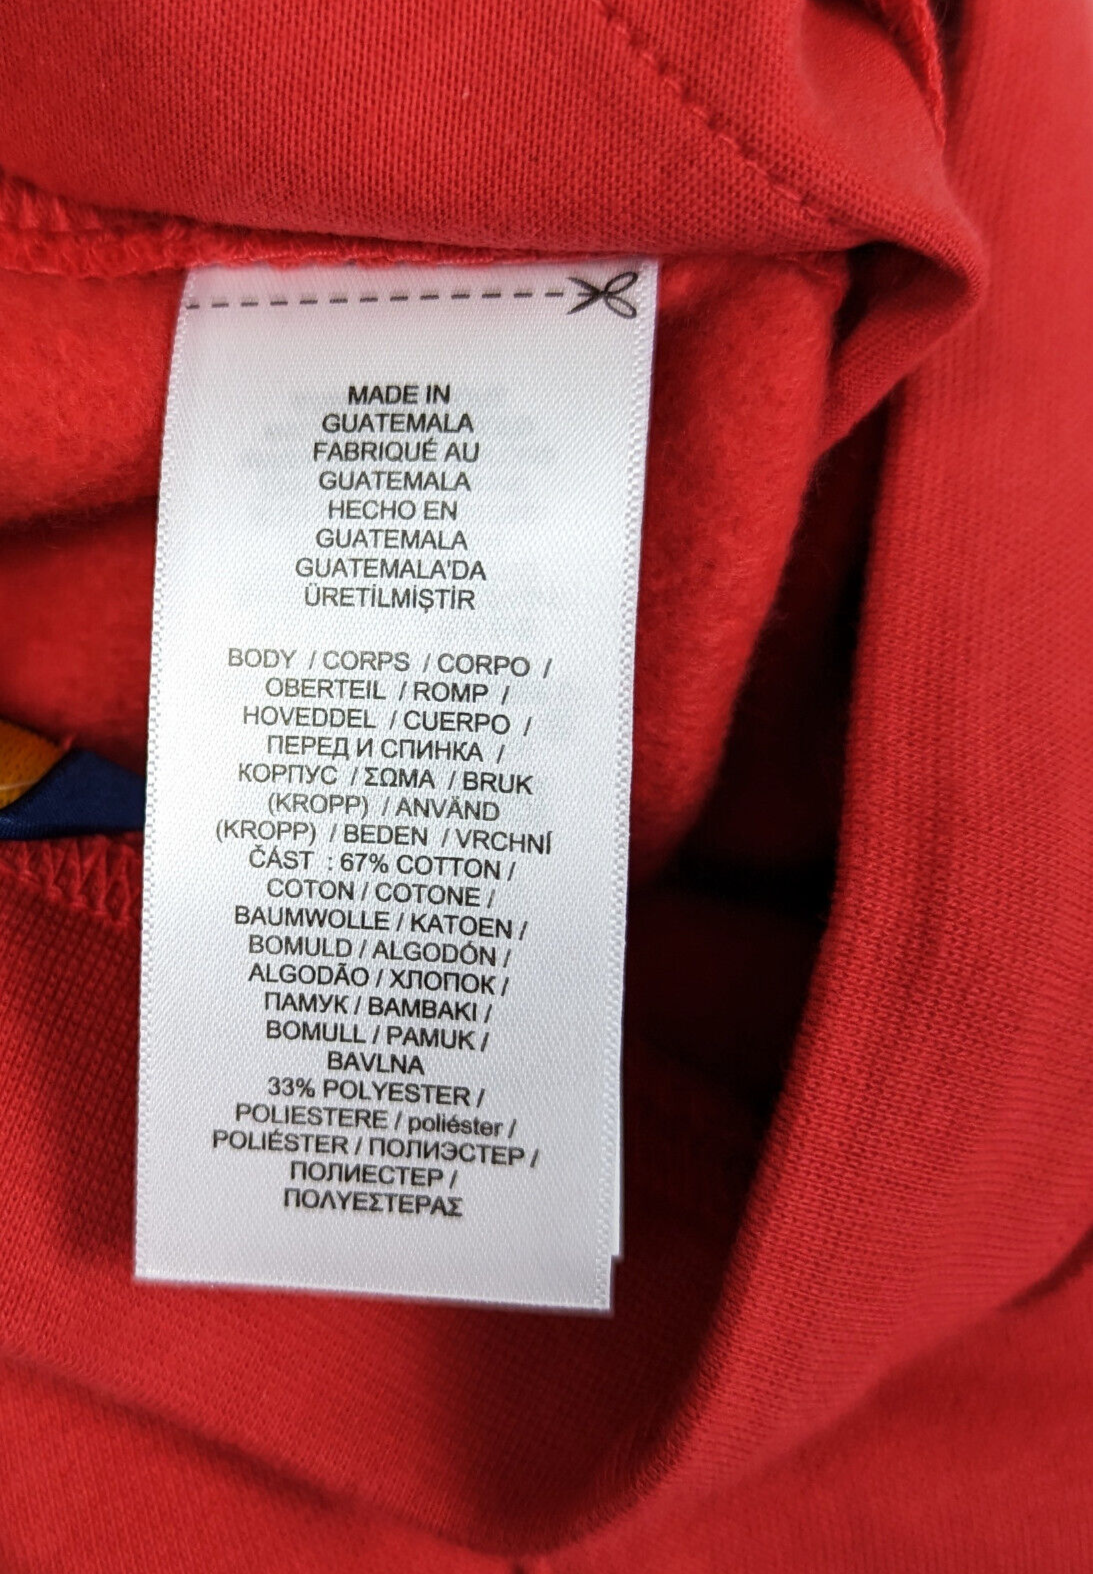 MADE IN
GUATEMALA
FABRIQUÉ AU
GUATEMALA
HECHO EN
GUATEMALA
GUATEMALA'DA
ÜRETİLMİŞTİR
BODY / CORPS / CORPO /
OBERTEIL / ROMP /
HOVEDDEL / CUERPO /
ПЕРЕД И СПИНКА /
КОРПУС / ΣΩΜΑ / BRUK
(KROPP) / ANVÄND
(KROPP) / BEDEN / VRCHNÍ
ČÁST : 67% COTTON /
COTON / COTONE /
BAUMWOLLE / KATOEN /
BOMULD / ALGODÓN /
ALGODÃO / ХЛОПОК /
ПАМУК / ΒΑΜΒΑΚΙ /
BOMULL / PAMUK /
BAVLNA
33% POLYESTER /
POLIESTERE / poliéster /
POLIÉSTER / ПОЛИЭСТЕР /
ПОЛИЕСТЕР /
ΠΟΛΥΕΣΤΕΡΑΣ